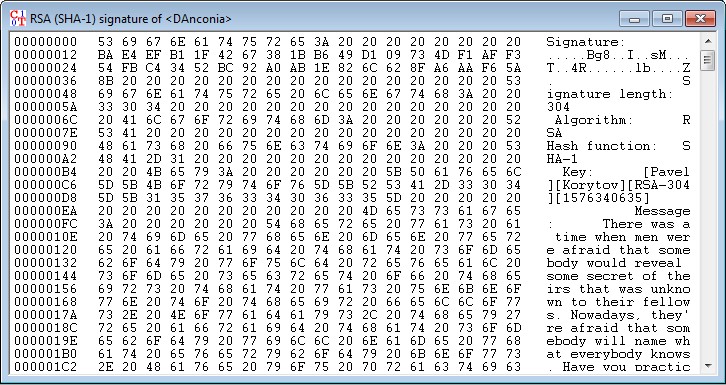 RSA (SHA-1) signature of <DAnconia>
00000000 53 69 67 6E 61 74 75 72 65 3A 20 20 20 20 20 20 20 20 Signature:
00000012 BA E4 EF B1 1F 42 67 38 1B B6 49 D1 09 73 4D F1 AF F3 .....Bg8..I..sM...
00000024 54 FB C4 34 52 BC 92 A0 AB 1E 82 6C 62 8F A6 AA F6 5A T..4R......lb....Z
00000036 8B 20 20 20 20 20 20 20 20 20 20 20 20 20 20 20 20 53 . S
00000048 69 67 6E 61 74 75 72 65 20 6C 65 6E 67 74 68 3A 20 20 ignature length:
0000005A 33 30 34 20 20 20 20 20 20 20 20 20 20 20 20 20 20 20 304
0000006C 20 41 6C 67 6F 72 69 74 68 6D 3A 20 20 20 20 20 20 52 Algorithm: R
0000007E 53 41 20 20 20 20 20 20 20 20 20 20 20 20 20 20 20 20 SA
00000090 48 61 73 68 20 66 75 6E 63 74 69 6F 6E 3A 20 20 20 53 Hash function: S
000000A2 48 41 2D 31 20 20 20 20 20 20 20 20 20 20 20 20 20 20 HA-1
000000B4 20 20 4B 65 79 3A 20 20 20 20 20 20 5B 50 61 76 65 6C Key: [Pavel
000000C6 5D 5B 4B 6F 72 79 74 6F 76 5D 5B 52 53 41 2D 33 30 34 ][Korytov][RSA-304
000000D8 5D 5B 31 35 37 36 33 34 30 36 33 35 5D 20 20 20 20 20 ][1576340635]
000000EA 20 20 20 20 20 20 20 20 20 20 20 4D 65 73 73 61 67 65 Message
000000FC 3A 20 20 20 20 20 20 54 68 65 72 65 20 77 61 73 20 61 : There was a
0000010E 20 74 69 6D 65 20 77 68 65 6E 20 6D 65 6E 20 77 65 72 time when men wer
00000120 65 20 61 66 72 61 69 64 20 74 68 61 74 20 73 6F 6D 65 e afraid that some
00000132 62 6F 64 79 20 77 6F 75 6C 64 20 72 65 76 65 61 6C 20 body would reveal
00000144 73 6F 6D 65 20 73 65 63 72 65 74 20 6F 66 20 74 68 65 some secret of the
00000156 69 72 73 20 74 68 61 74 20 77 61 73 20 75 6E 6B 6E 6F irs that was unkno
00000168 77 6E 20 74 6F 20 74 68 65 69 72 20 66 65 6C 6C 6F 77 wn to their fellow
0000017A 73 2E 20 4E 6F 77 61 64 61 79 73 2C 20 74 68 65 79 27 s. Nowadays, they'
0000018C 72 65 20 61 66 72 61 69 64 20 74 68 61 74 20 73 6F 6D re afraid that som
0000019E 65 62 6F 64 79 20 77 69 6C 6C 20 6E 61 6D 65 20 77 68 ebody will name wh
000001B0 61 74 20 65 76 65 72 79 62 6F 64 79 20 6B 6E 6F 77 73 at everybody knows
000001C2 2E 20 48 61 76 65 20 79 6F 75 20 70 72 61 63 74 69 63 . Have you practic